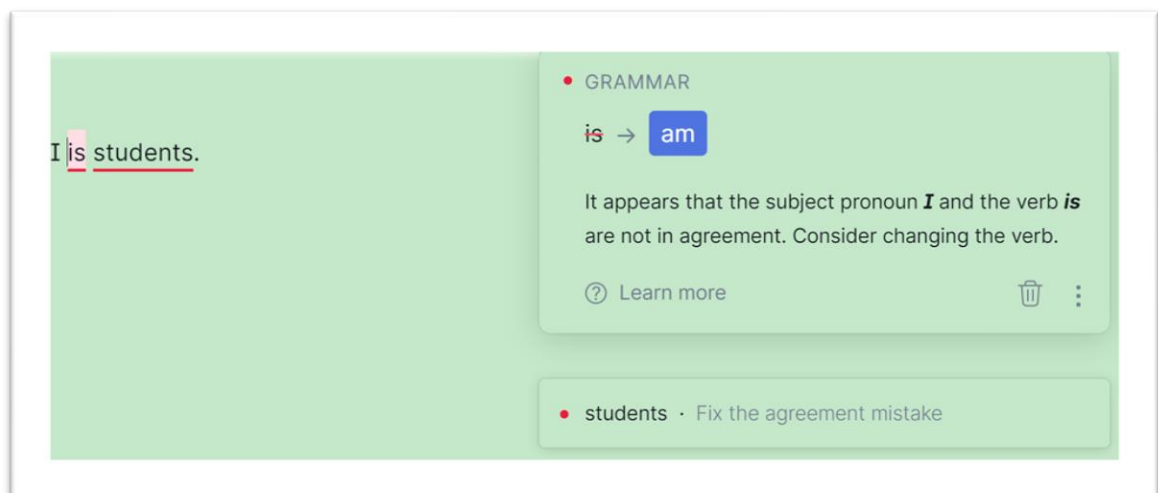 I is students.
GRAMMAR
is → am
It appears that the subject pronoun I and the verb is
are not in agreement. Consider changing the verb.
Learn more
students · Fix the agreement mistake